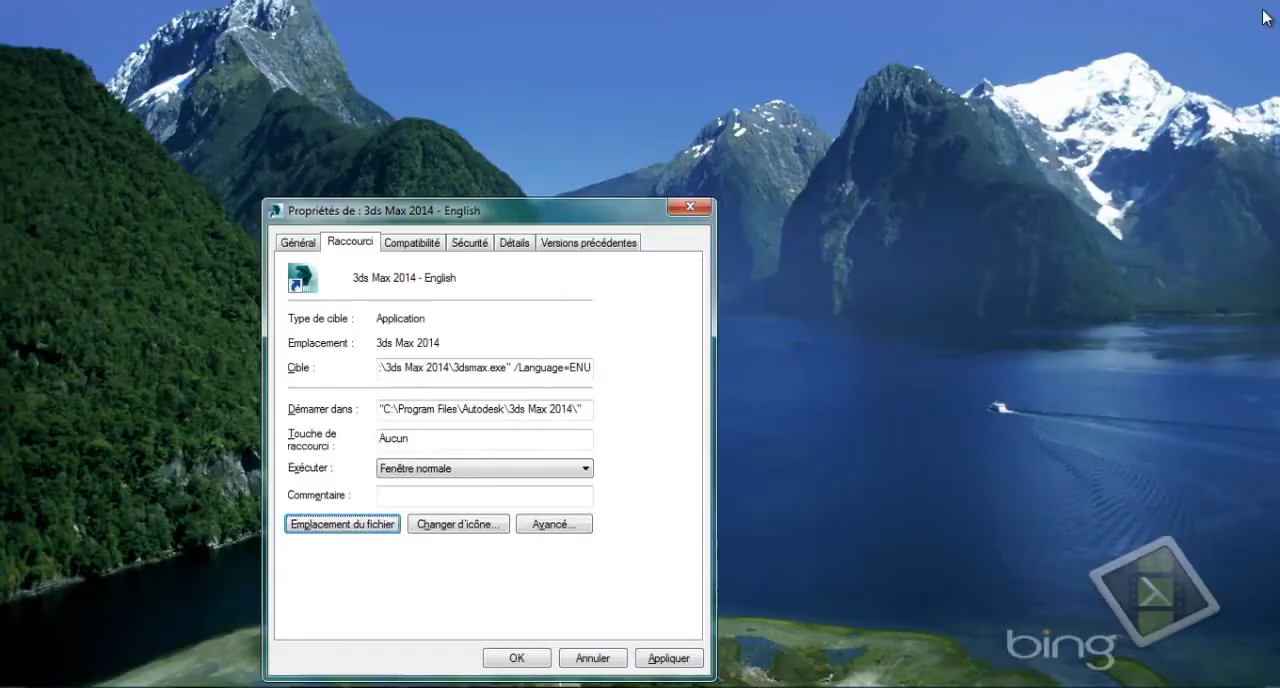 Propriétés de : 3ds Max 2014 - English
Général Raccourci Compatibilité Sécurité Détails Versions précédentes
3ds Max 2014 - English
Type de cible : Application
Emplacement : 3ds Max 2014
Cible : :\3ds Max 2014\3dsmax.exe" /Language=ENU
Démarrer dans : "C:\Program Files\Autodesk\3ds Max 2014\"
Touche de raccourci : Aucun
Exécuter : Fenêtre normale
Commentaire :
Emplacement du fichier Changer d'icône... Avancé...
OK Annuler Appliquer
bing